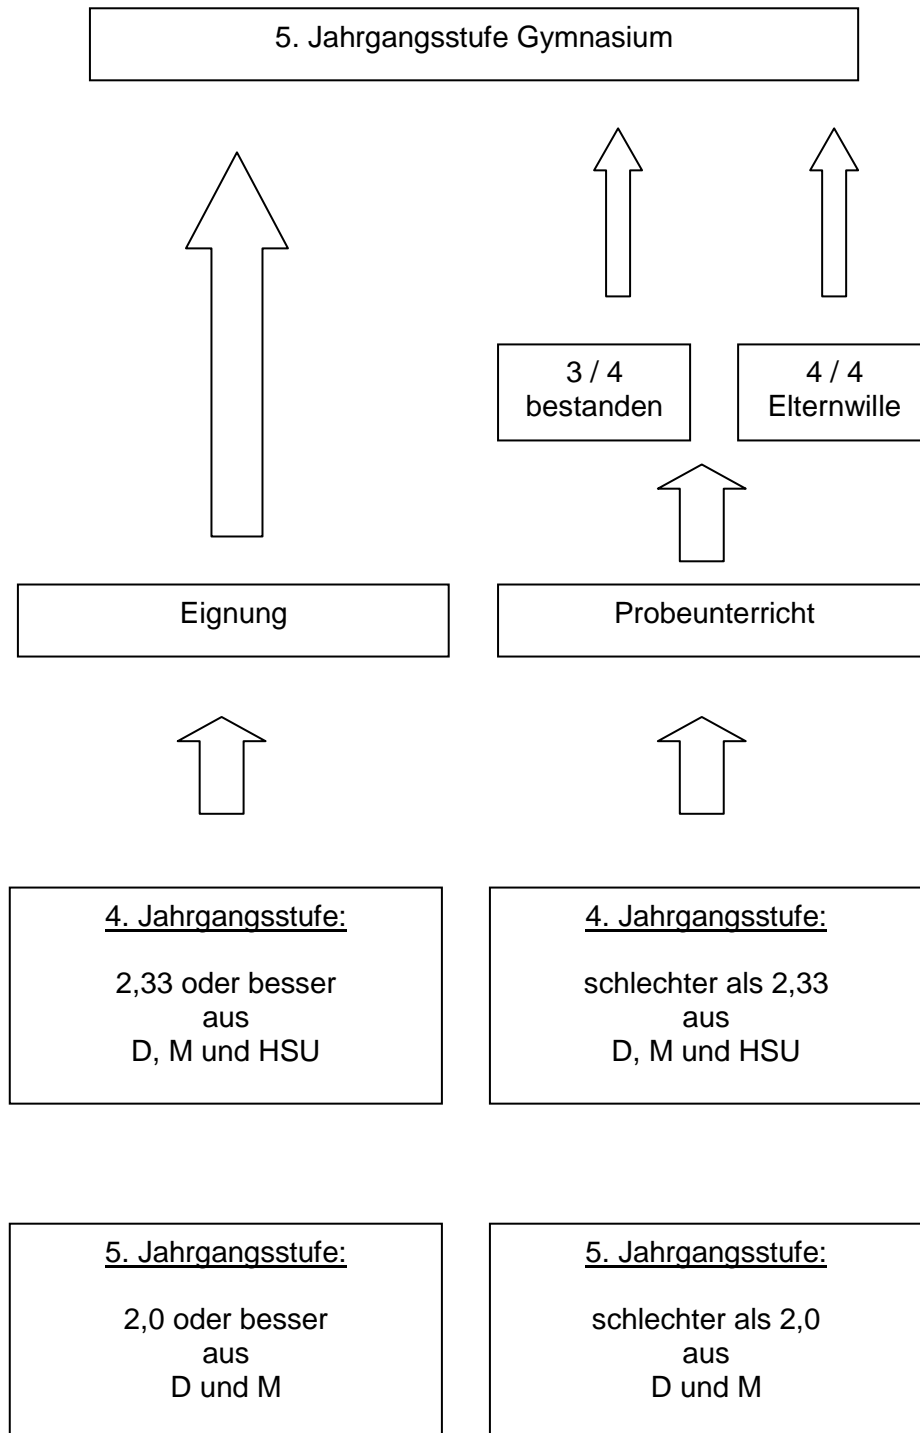 5. Jahrgangsstufe Gymnasium
3 / 4
bestanden
4 / 4
Elternwille
Eignung
Probeunterricht
4. Jahrgangsstufe:
2,33 oder besser
aus
D, M und HSU
4. Jahrgangsstufe:
schlechter als 2,33
aus
D, M und HSU
5. Jahrgangsstufe:
2,0 oder besser
aus
D und M
5. Jahrgangsstufe:
schlechter als 2,0
aus
D und M